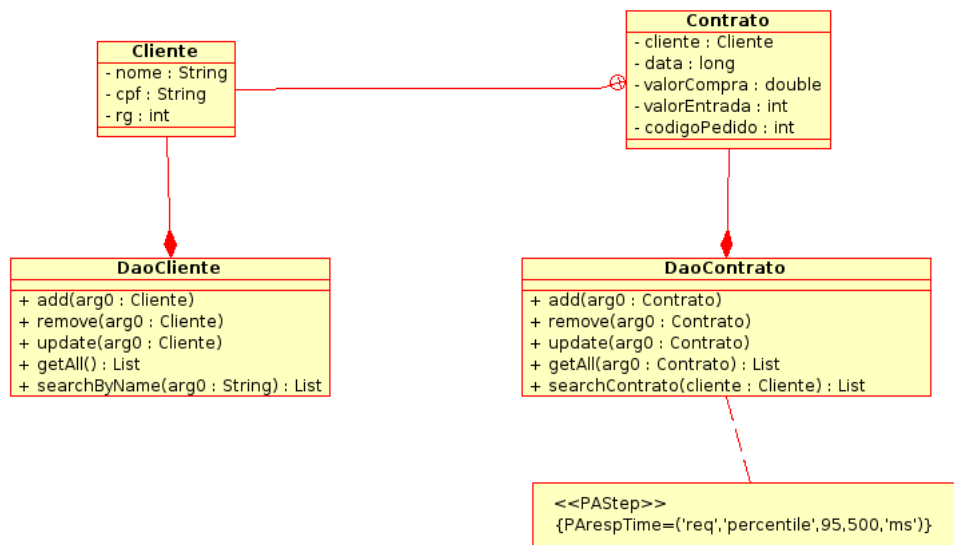 Cliente
- nome : String
- cpf : String
- rg : int
Contrato
- cliente : Cliente
- data : long
- valorCompra : double
- valorEntrada : int
- codigoPedido : int
DaoCliente
+ add(arg0 : Cliente)
+ remove(arg0 : Cliente)
+ update(arg0 : Cliente)
+ getAll() : List
+ searchByName(arg0 : String) : List
DaoContrato
+ add(arg0 : Contrato)
+ remove(arg0 : Contrato)
+ update(arg0 : Contrato)
+ getAll(arg0 : Contrato) : List
+ searchContrato(cliente : Cliente) : List
<<PAStep>>
{PArespTime=('req','percentile',95,500,'ms')}